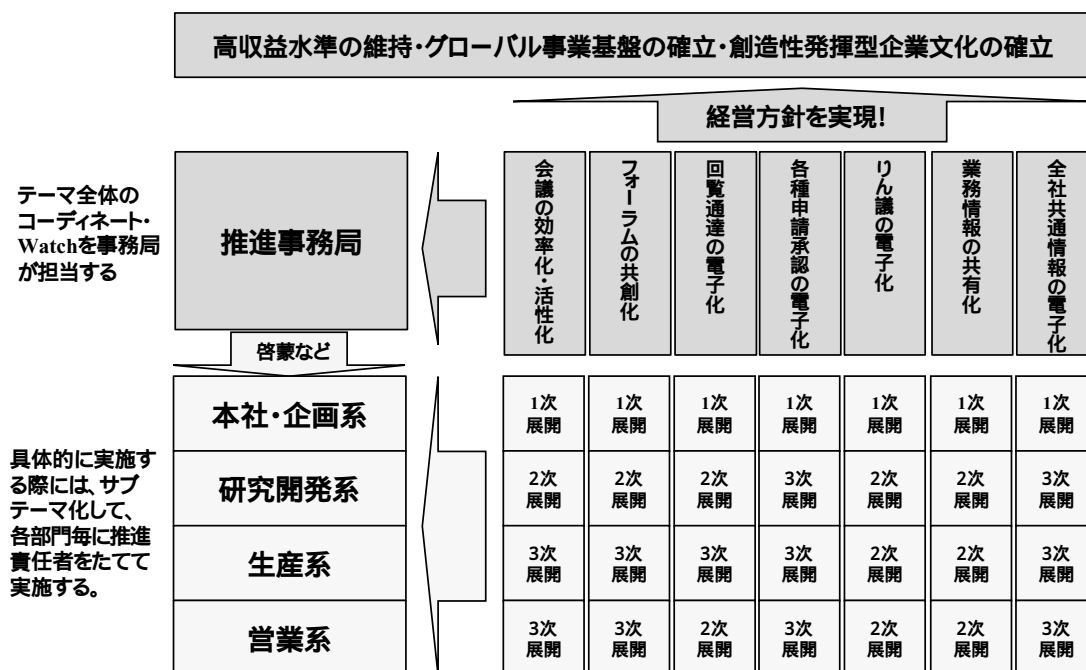 高収益水準の維持・グローバル事業基盤の確立・創造性発揮型企業文化の確立
経営方針を実現!
テーマ全体の
コーディネート・
Watchを事務局
が担当する
推進事務局
会議の効率化・活性化
フォーラムの共創化
回覧通達の電子化
各種申請承認の電子化
りん議の電子化
業務情報の共有化
全社共通情報の電子化
啓蒙など
具体的に実施す
る際には、サブ
テーマ化して、
各部門毎に推進
責任者をたてて
実施する。
本社・企画系
1次 1次 1次 1次 1次 1次 1次
展開 展開 展開 展開 展開 展開 展開
研究開発系
2次 2次 2次 3次 2次 2次 3次
展開 展開 展開 展開 展開 展開 展開
生産系
3次 3次 3次 3次 2次 2次 3次
展開 展開 展開 展開 展開 展開 展開
営業系
3次 3次 2次 3次 2次 2次 3次
展開 展開 展開 展開 展開 展開 展開